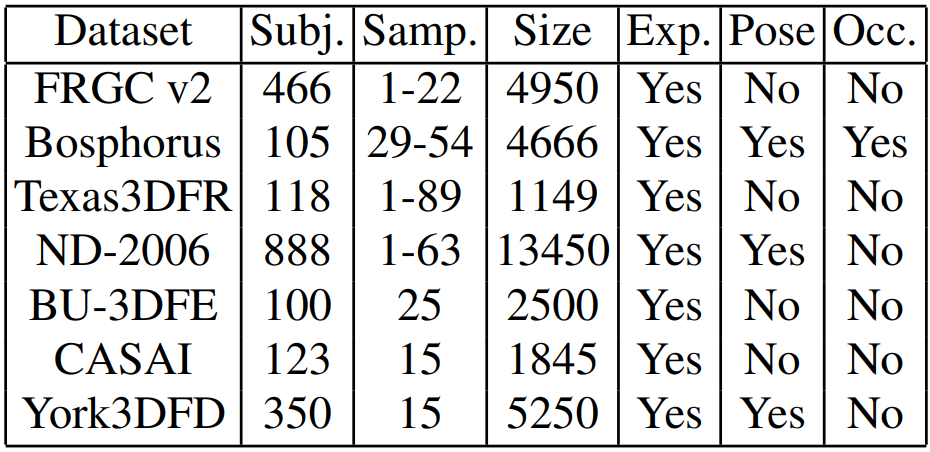 Dataset Subj. Samp. Size Exp. Pose Occ.
FRGC v2 466 1-22 4950 Yes No No
Bosphorus 105 29-54 4666 Yes Yes Yes
Texas3DFR 118 1-89 1149 Yes No No
ND-2006 888 1-63 13450 Yes Yes No
BU-3DFE 100 25 2500 Yes No No
CASAI 123 15 1845 Yes No No
York3DFD 350 15 5250 Yes Yes No